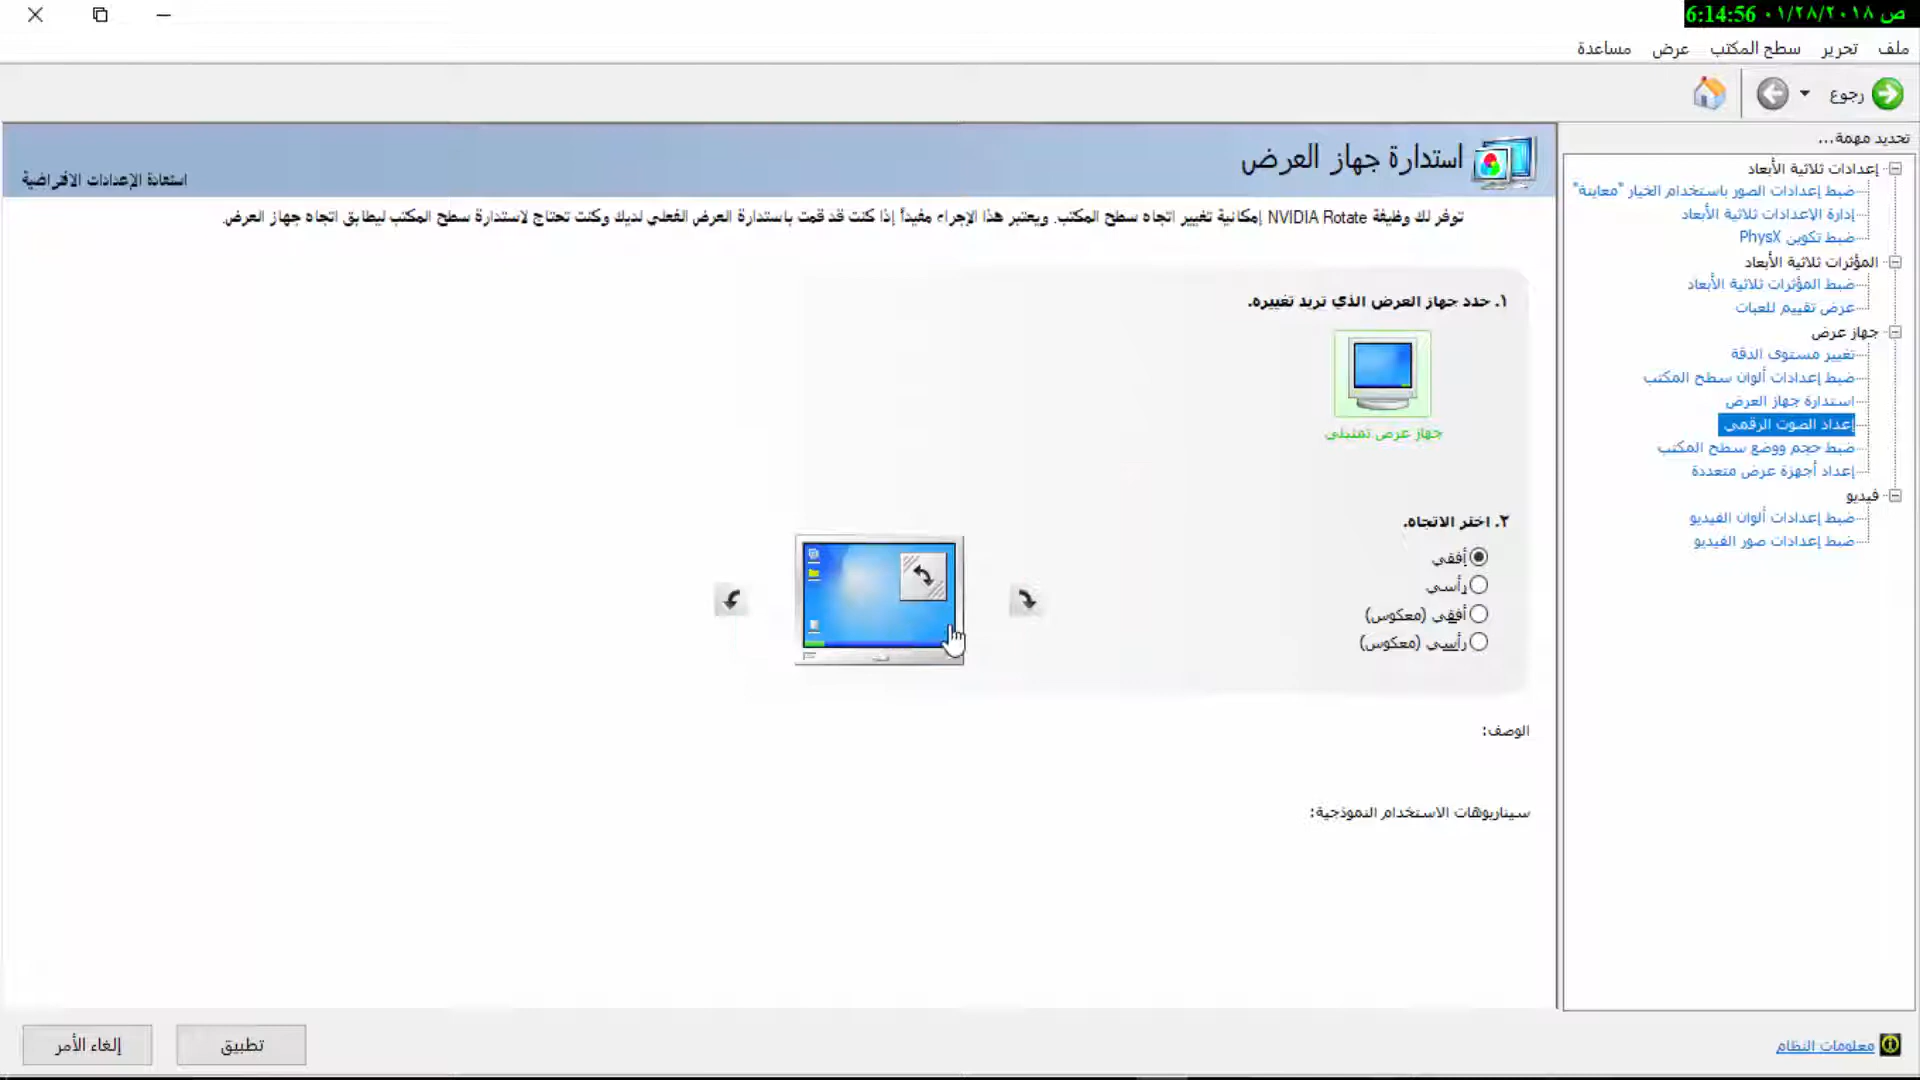 ص ٠١/٢٨/٢٠١٨ 6:14:56
ملف تحرير سطح المكتب عرض مساعدة
رجوع
تحديد مهمة...
إعدادات ثلاثية الأبعاد
ضبط إعدادات الصور باستخدام الخيار "معاينة"
إدارة الإعدادات ثلاثية الأبعاد
ضبط تكوين PhysX
المؤثرات ثلاثية الأبعاد
ضبط المؤثرات ثلاثية الأبعاد
عرض تقييم للعبات
جهاز عرض
تغيير مستوى الدقة
ضبط إعدادات ألوان سطح المكتب
استدارة جهاز العرض
إعداد الصوت الرقمي
ضبط حجم ووضع سطح المكتب
إعداد أجهزة عرض متعددة
فيديو
ضبط إعدادات ألوان الفيديو
ضبط إعدادات صور الفيديو
معلومات النظام
استدارة جهاز العرض
استعادة الإعدادات الافتراضية
توفر لك وظيفة NVIDIA Rotate إمكانية تغيير اتجاه سطح المكتب. ويعتبر هذا الإجراء مفيداً إذا كنت قد قمت باستدارة العرض الفعلي لديك وكنت تحتاج لاستدارة سطح المكتب ليطابق اتجاه جهاز العرض.
١. حدد جهاز العرض الذي تريد تغييره.
جهاز عرض تمثيلي
٢. اختر الاتجاه.
أفقي
رأسي
أفقي (معكوس)
رأسي (معكوس)
الوصف:
سيناريوهات الاستخدام النموذجية:
تطبيق
إلغاء الأمر